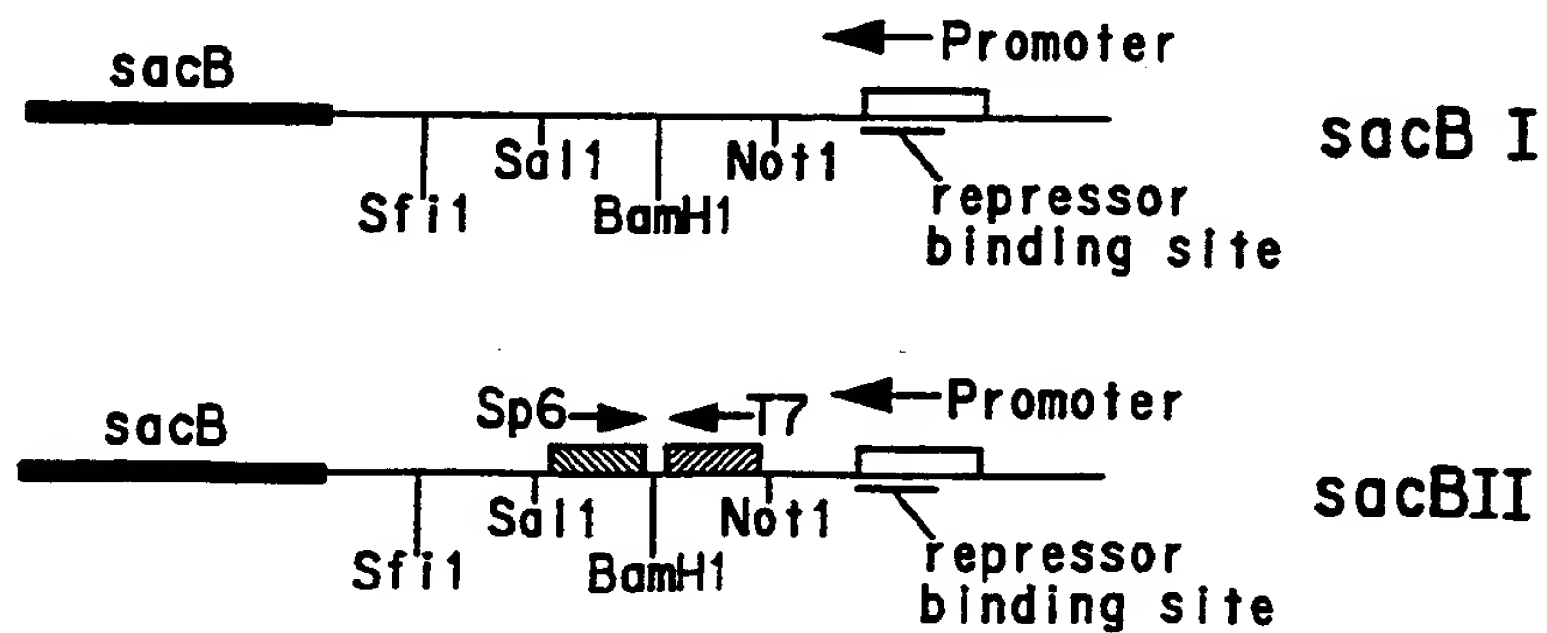 Promoter
sacB
sacB I
Sal1
Not1
Sfi1
BamH1
repressor
binding site
Promoter
Sp6
T7
sacB
sacBII
Sal1
Not1
Sfi1
BamH1
repressor
binding site